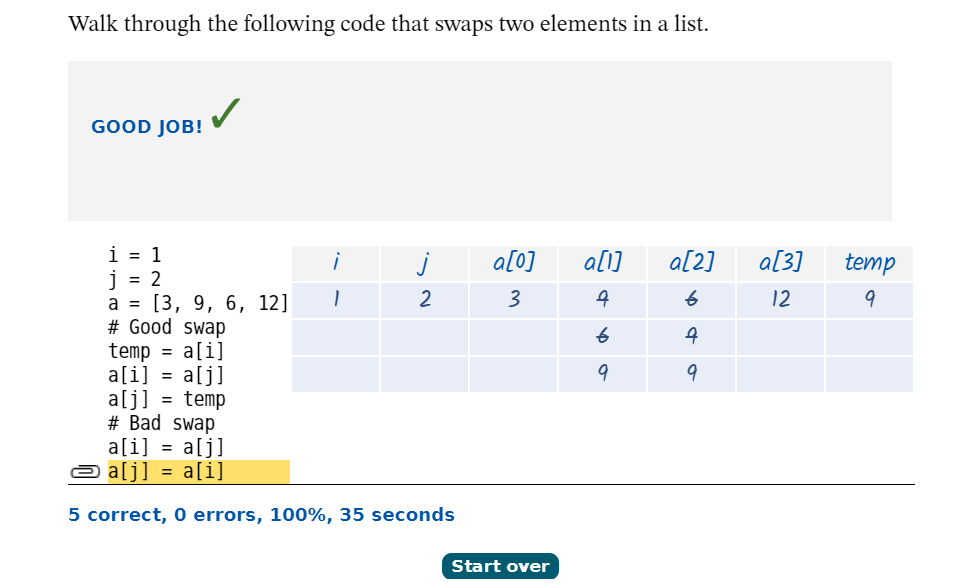 Walk through the following code that swaps two elements in a list.
GOOD JOB!
i = 1
j = 2
a = [3, 9, 6, 12]
# Good swap
temp = a[i]
a[i] = a[j]
a[j] = temp
# Bad swap
a[i] = a[j]
a[j] = a[i]
i j a[0] a[1] a[2] a[3] temp
1 2 3 9 6 12 9
6 9
9 9
5 correct, 0 errors, 100%, 35 seconds
Start over